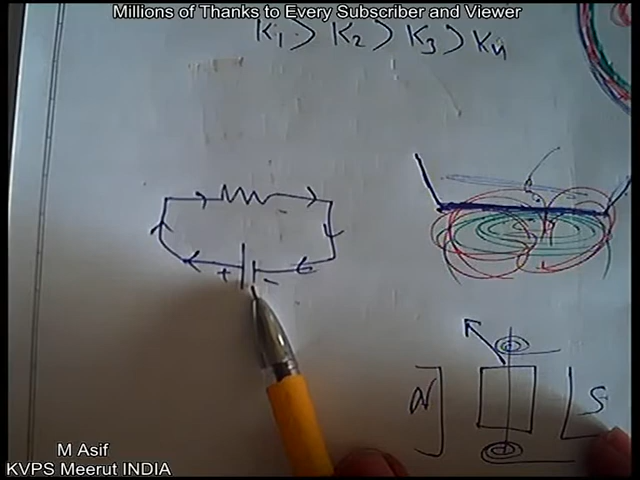 Millions of Thanks to Every Subscriber and Viewer
K1 > K2 > K3 > K4
+ -
N S
M Asif
KVPS Meerut INDIA